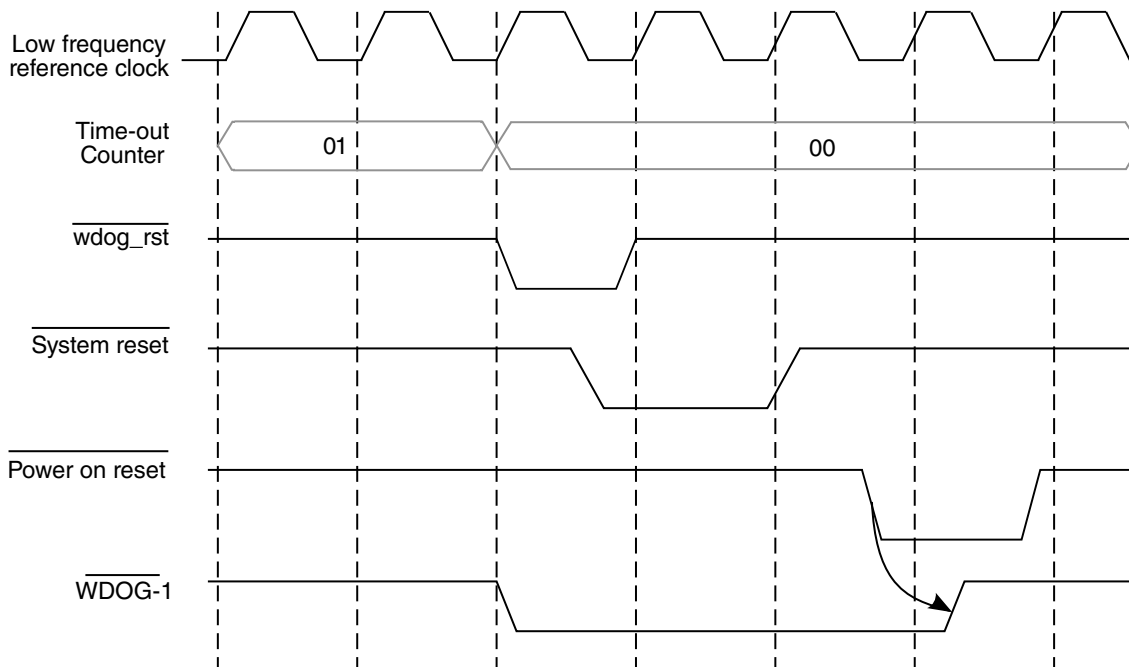 Low frequency
reference clock
Time-out
Counter
01
00
wdog_rst
System reset
Power on reset
WDOG-1